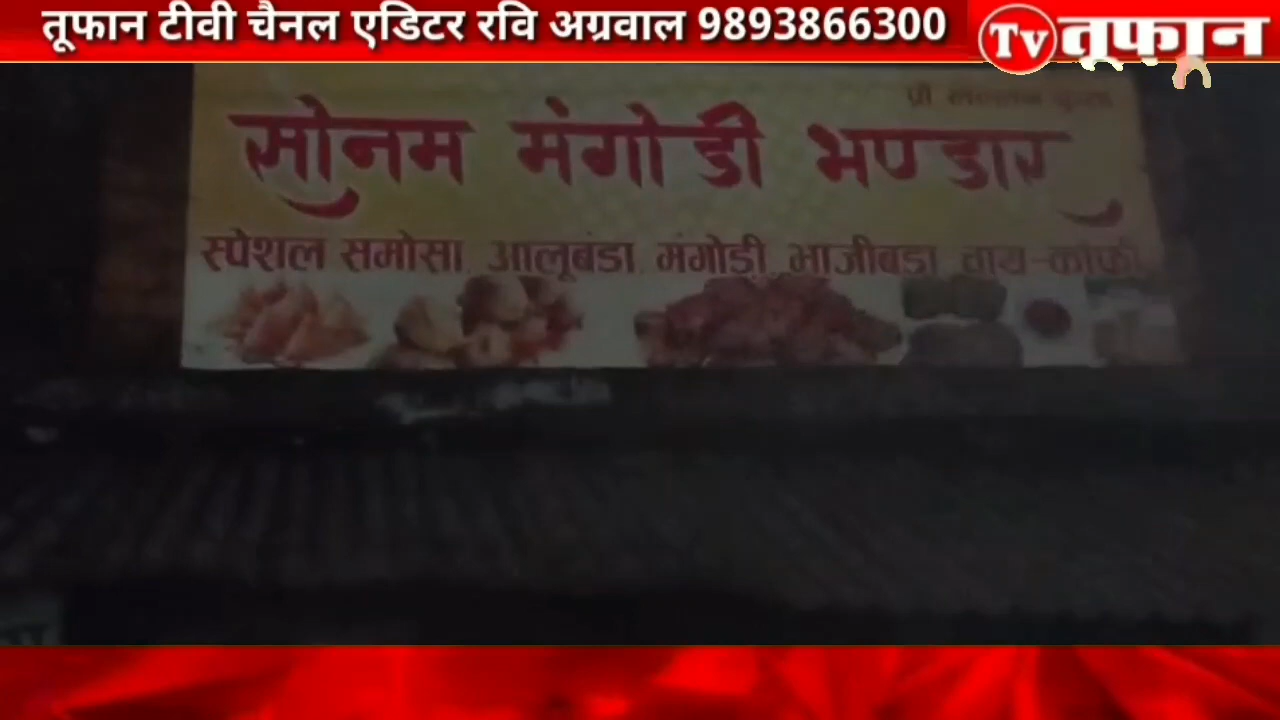 तूफान टीवी चैनल एडिटर रवि अग्रवाल 9893866300
Tv तूफान
प्रो.
सोनम मंगोडी भण्डार
स्पेशल समोसा, आलूबंडा, मंगोडी, भाजीबडा, चाय-कॉफी